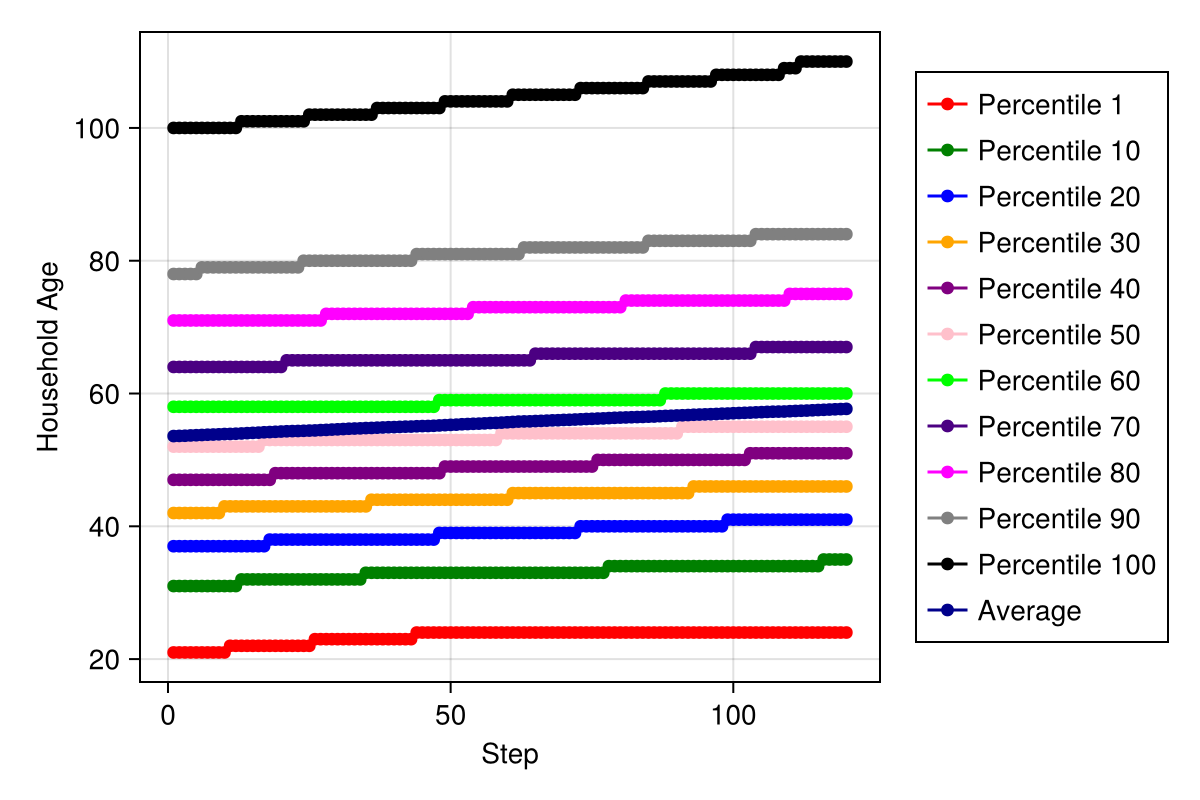 100
80
60
40
20
Household Age
0 50 100
Step
Percentile 1
Percentile 10
Percentile 20
Percentile 30
Percentile 40
Percentile 50
Percentile 60
Percentile 70
Percentile 80
Percentile 90
Percentile 100
Average